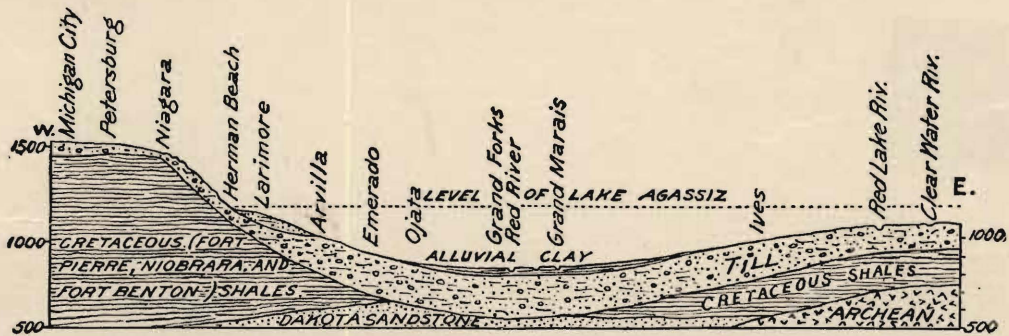 Michigan City
Petersburg
Niagara
Herman Beach
Larimore
Arvilla
Emerado
Ojata
Grand Forks
Red River
Grand Marais
Ives
Red Lake Riv.
Clear Water Riv.
W.
E.
1500
LEVEL OF LAKE AGASSIZ
1000
1000
ALLUVIAL CLAY
CRETACEOUS (FORT
PIERRE, NIOBRARA, AND
FORT BENTON) SHALES.
TILL
CRETACEOUS SHALES
DAKOTA SANDSTONE
ARCHEAN
500
500